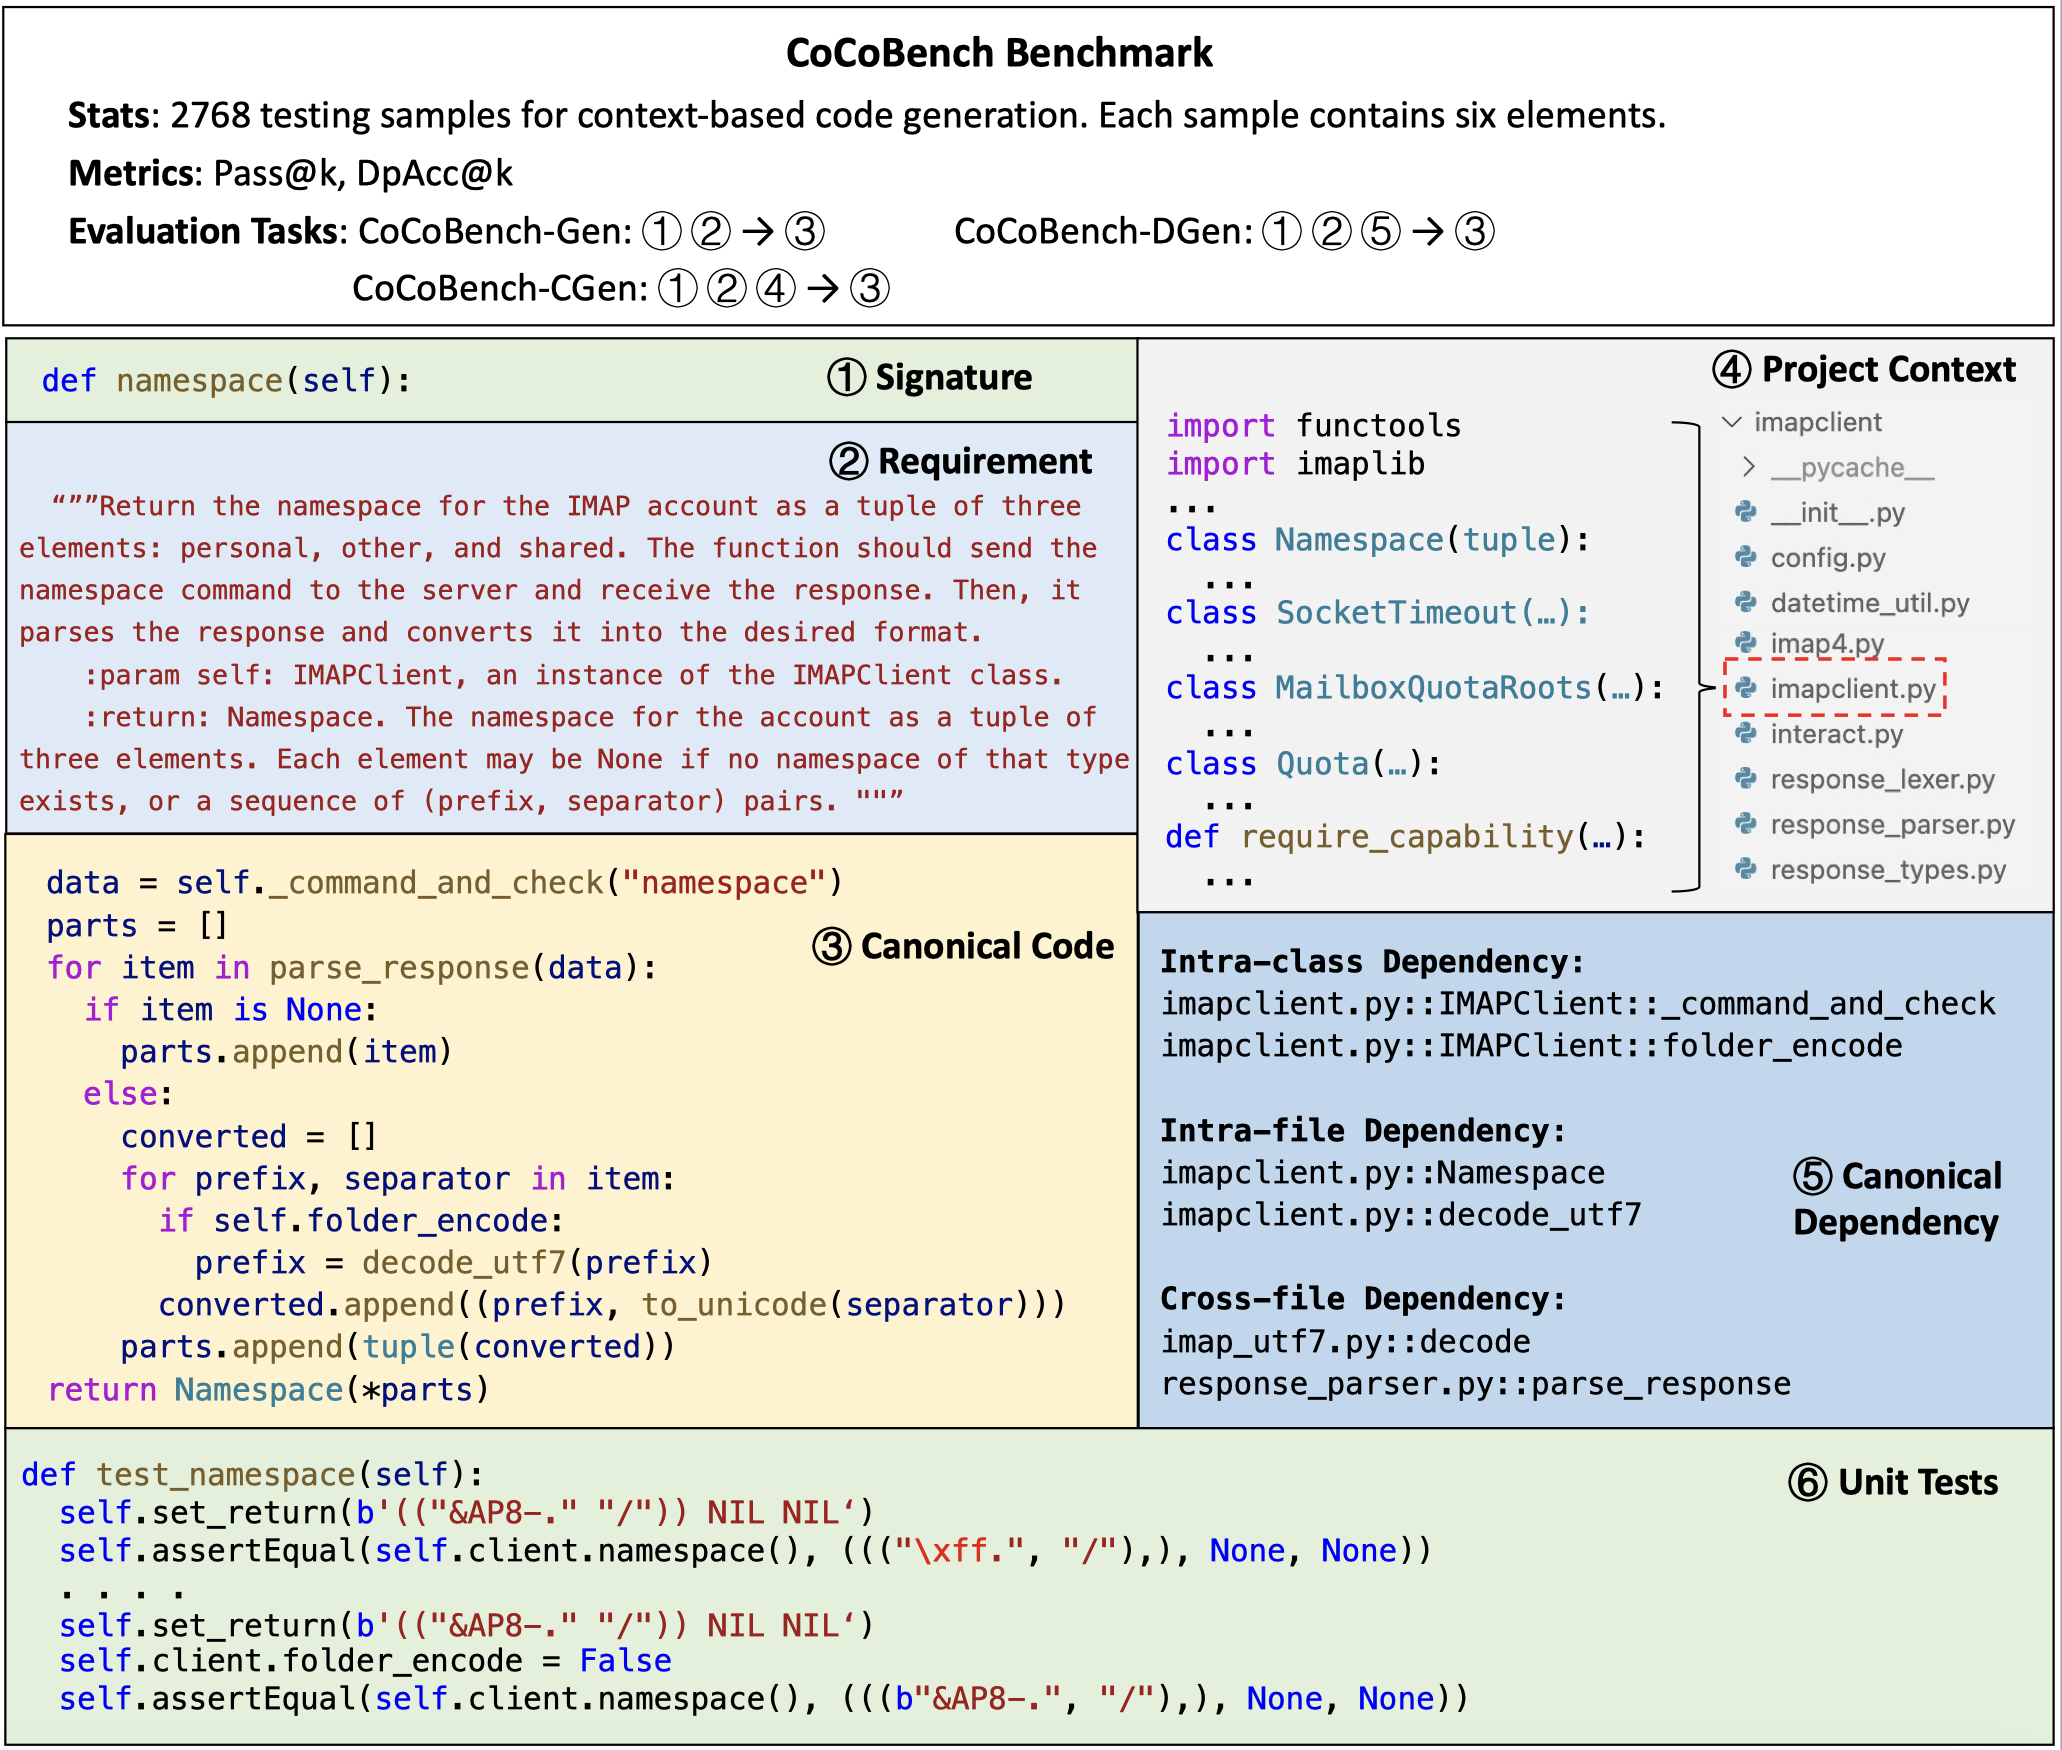 CoCoBench Benchmark
Stats: 2768 testing samples for context-based code generation. Each sample contains six elements.
Metrics: Pass@k, DpAcc@k
Evaluation Tasks: CoCoBench-Gen: ① ② → ③ CoCoBench-DGen: ① ② ⑤ → ③
CoCoBench-CGen: ① ② ④ → ③
def namespace(self):
① Signature
② Requirement
“””Return the namespace for the IMAP account as a tuple of three
elements: personal, other, and shared. The function should send the
namespace command to the server and receive the response. Then, it
parses the response and converts it into the desired format.
:param self: IMAPClient, an instance of the IMAPClient class.
:return: Namespace. The namespace for the account as a tuple of
three elements. Each element may be None if no namespace of that type
exists, or a sequence of (prefix, separator) pairs. ""”
③ Canonical Code
data = self._command_and_check("namespace")
parts = []
for item in parse_response(data):
if item is None:
parts.append(item)
else:
converted = []
for prefix, separator in item:
if self.folder_encode:
prefix = decode_utf7(prefix)
converted.append((prefix, to_unicode(separator)))
parts.append(tuple(converted))
return Namespace(*parts)
④ Project Context
import functools
import imaplib
...
class Namespace(tuple):
...
class SocketTimeout(…):
...
class MailboxQuotaRoots(…):
...
class Quota(…):
...
def require_capability(…):
...
imapclient
__pycache__
__init__.py
config.py
datetime_util.py
imap4.py
imapclient.py
interact.py
response_lexer.py
response_parser.py
response_types.py
Intra-class Dependency:
imapclient.py::IMAPClient::_command_and_check
imapclient.py::IMAPClient::folder_encode
Intra-file Dependency:
imapclient.py::Namespace
imapclient.py::decode_utf7
Cross-file Dependency:
imap_utf7.py::decode
response_parser.py::parse_response
⑤ Canonical
Dependency
⑥ Unit Tests
def test_namespace(self):
self.set_return(b'(("&AP8-." "/")) NIL NIL‘)
self.assertEqual(self.client.namespace(), ((("\xff.", "/"),), None, None))
. . . .
self.set_return(b'(("&AP8-." "/")) NIL NIL‘)
self.client.folder_encode = False
self.assertEqual(self.client.namespace(), (((b"&AP8-.", "/"),), None, None))